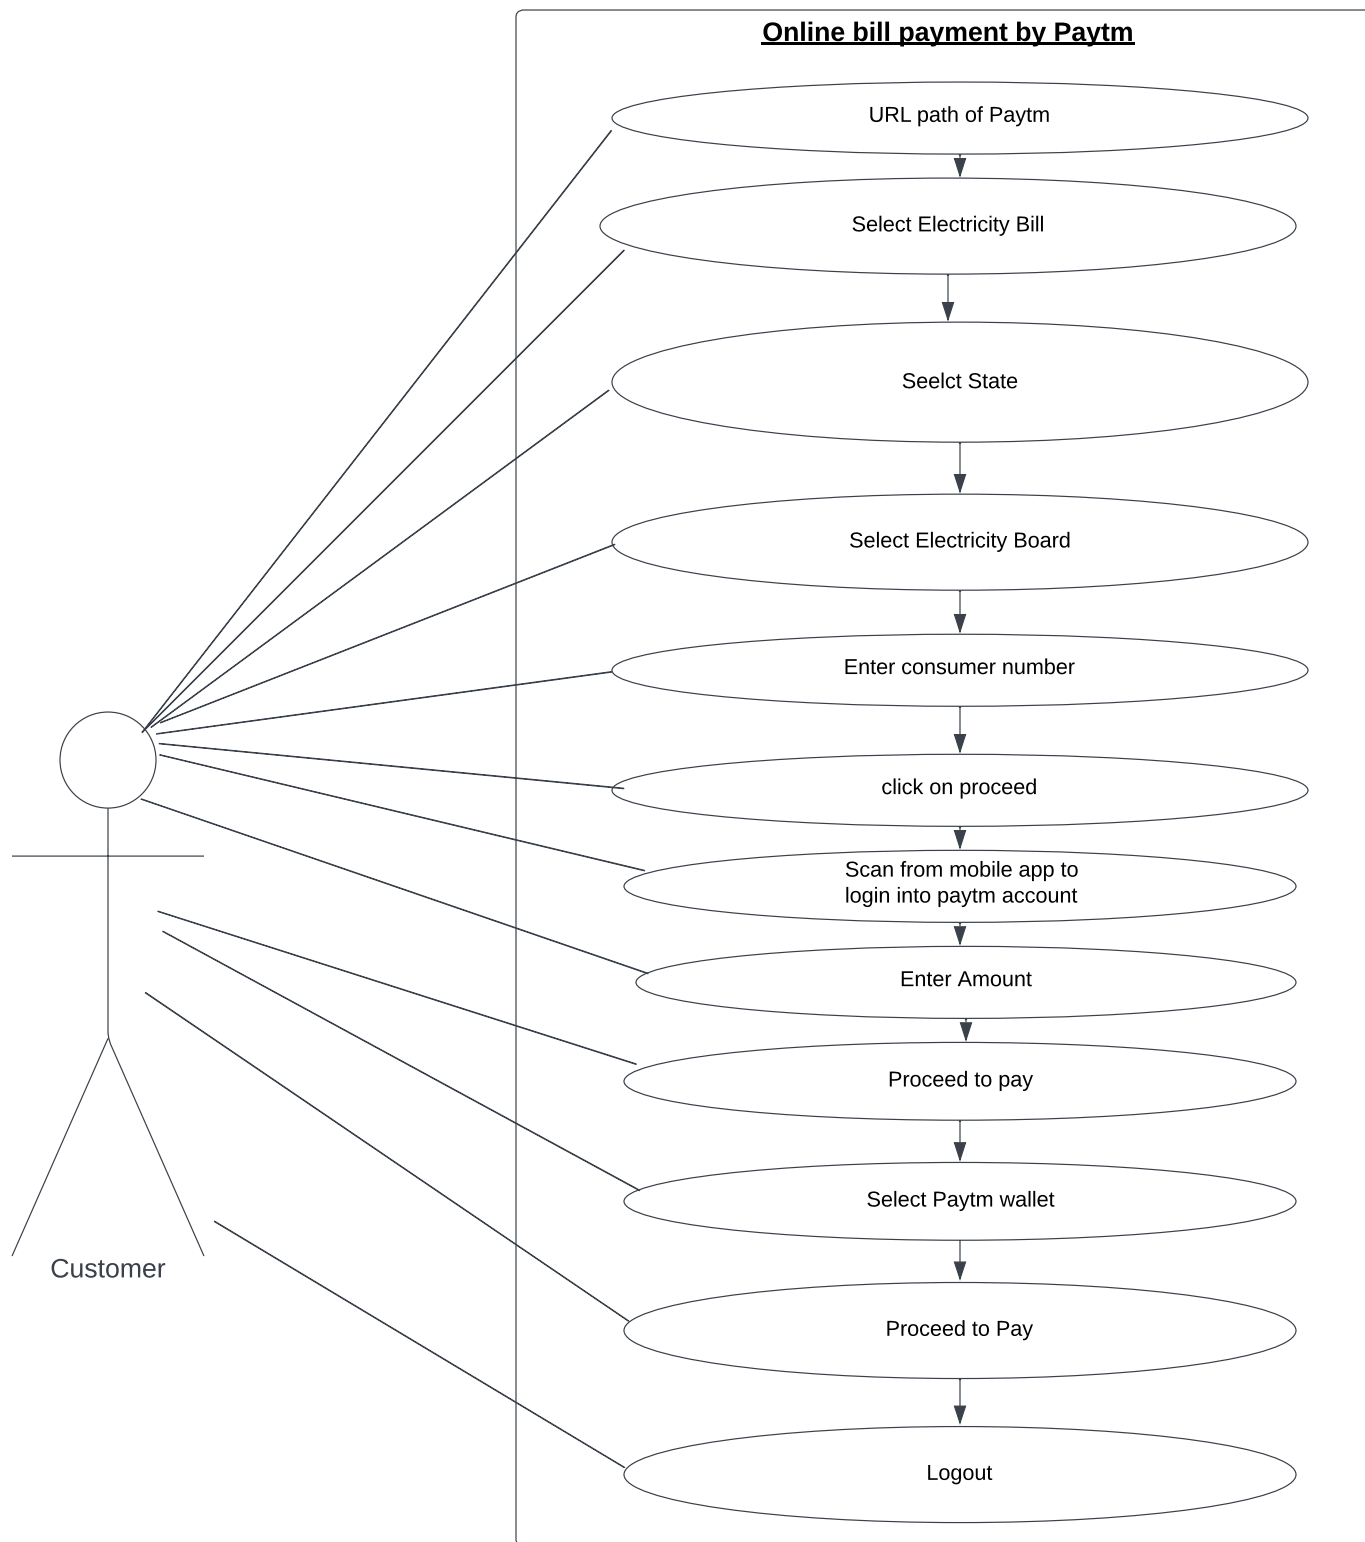 Online bill payment by Paytm
URL path of Paytm
Select Electricity Bill
Seelct State
Select Electricity Board
Enter consumer number
click on proceed
Scan from mobile app to
login into paytm account
Enter Amount
Proceed to pay
Select Paytm wallet
Customer
Proceed to Pay
Logout